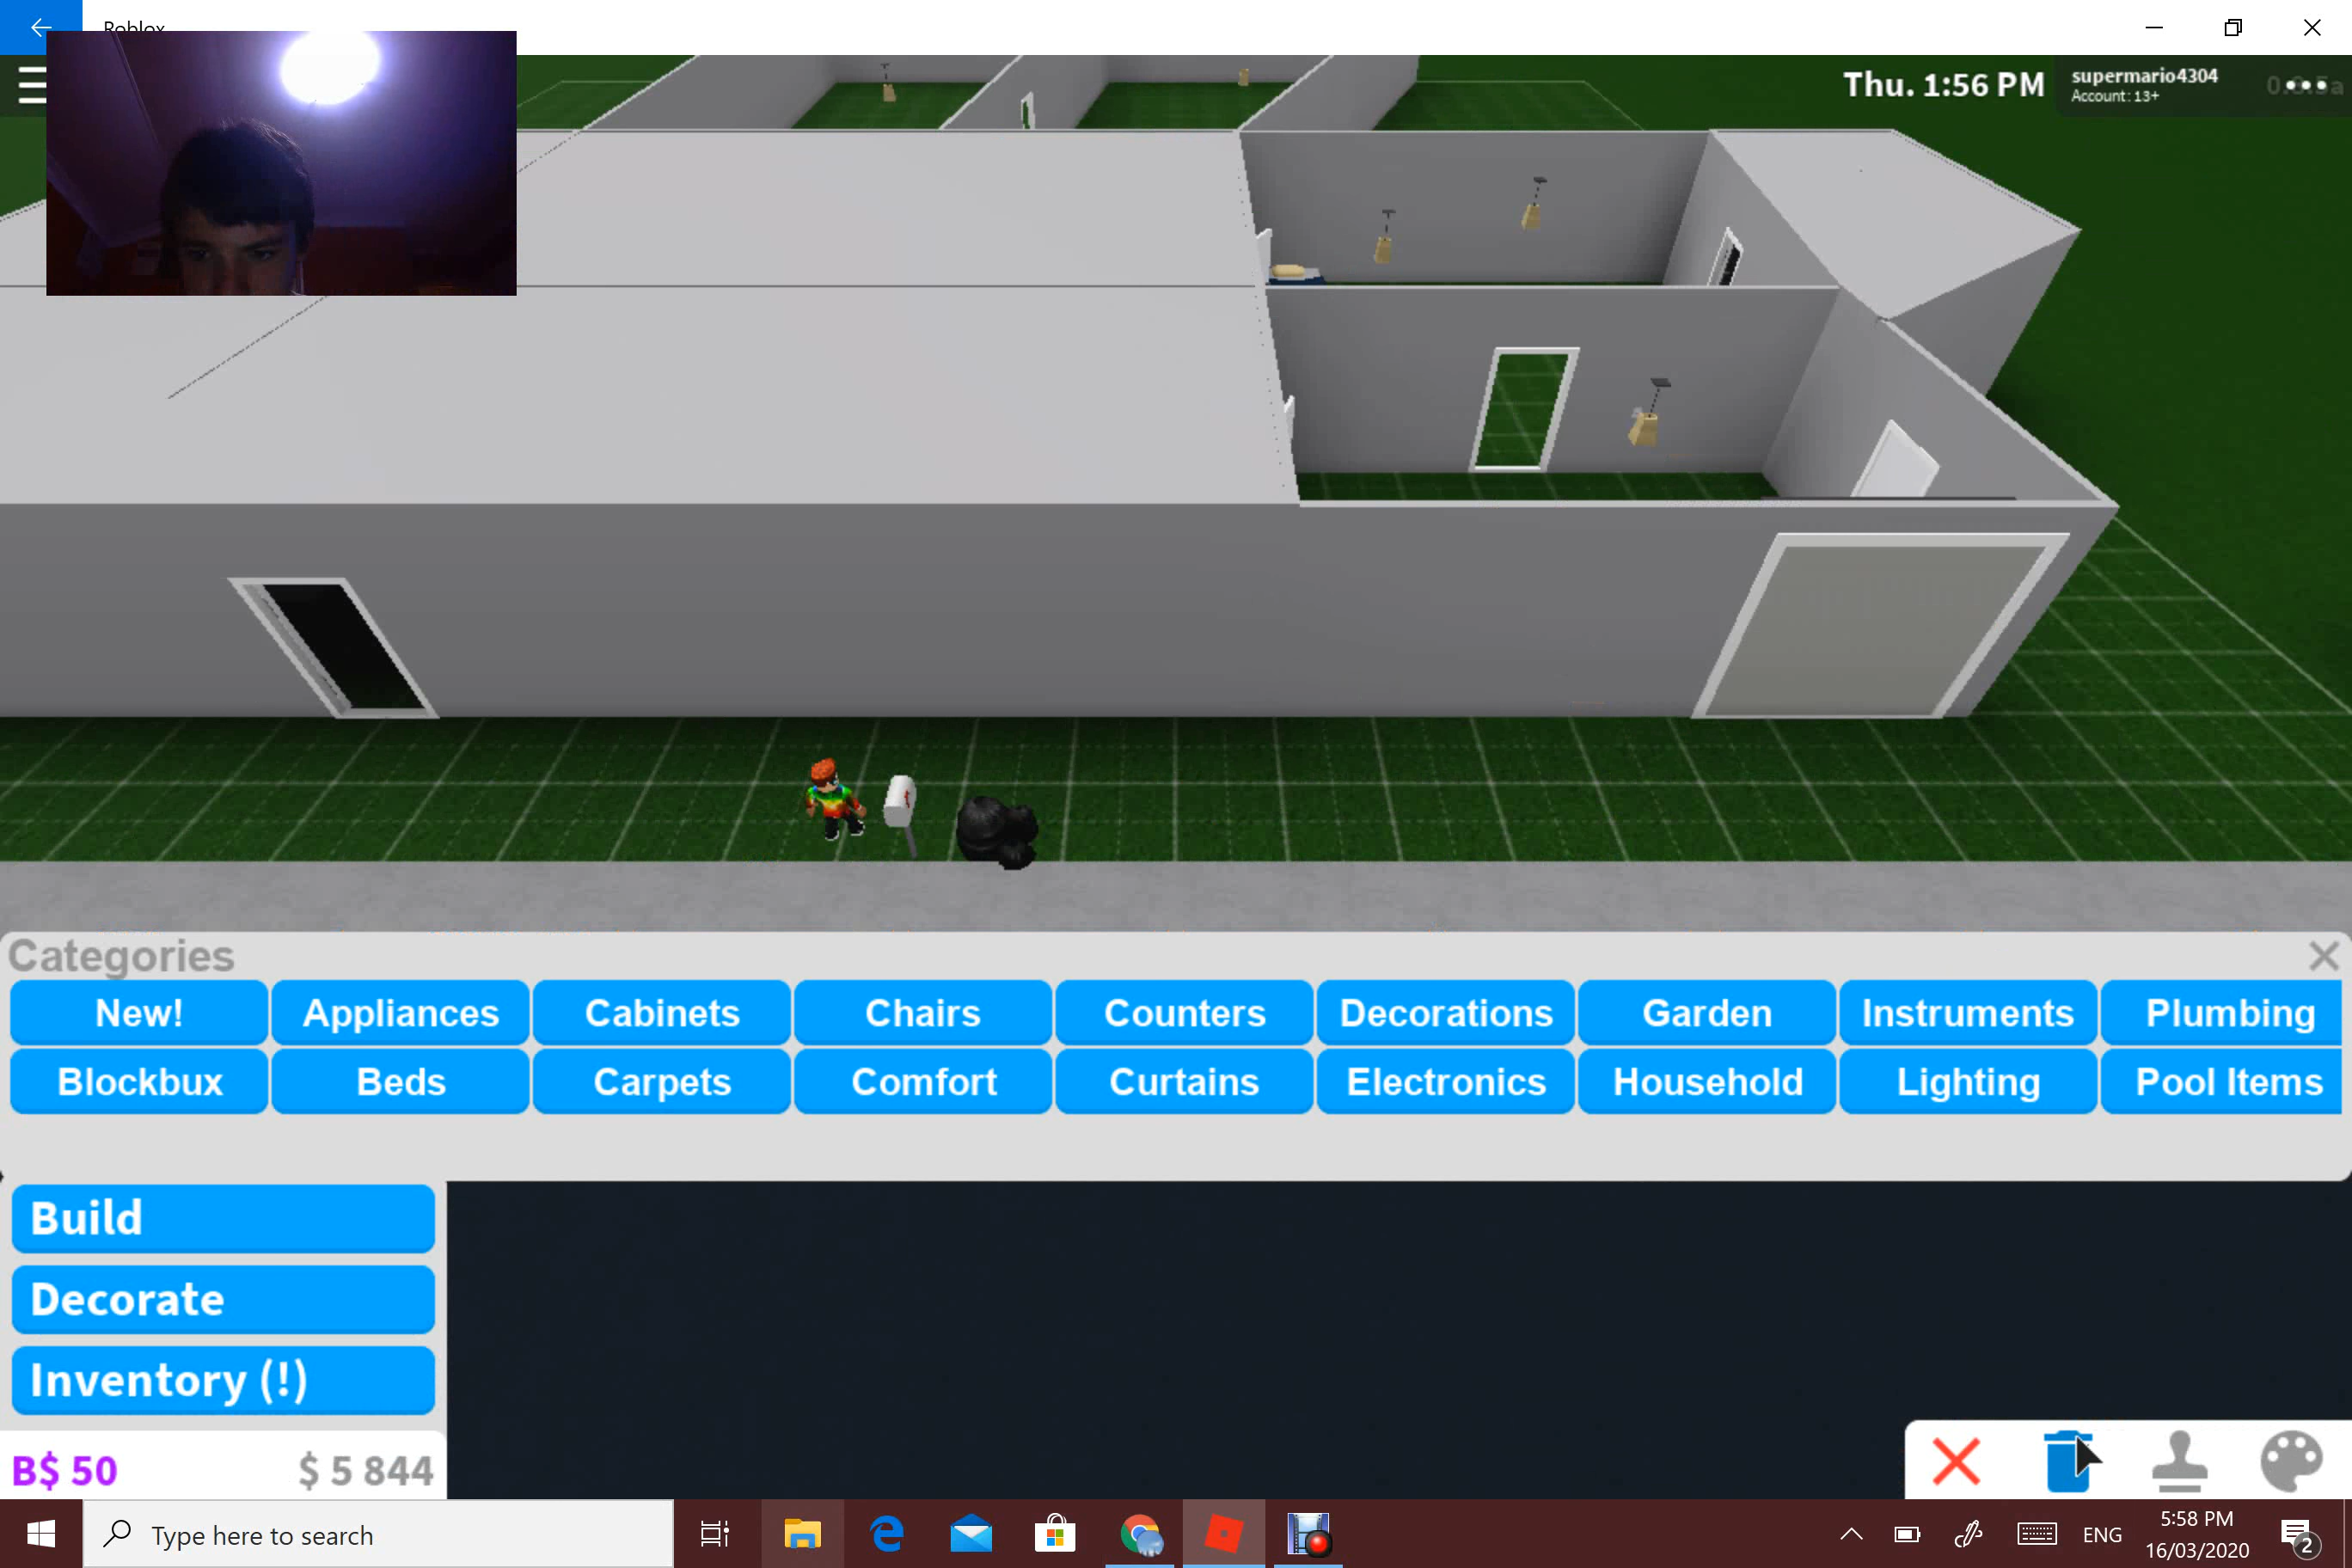 Roblox
Thu. 1:56 PM
supermario4304
Account: 13+
Categories
New! Appliances Cabinets Chairs Counters Decorations Garden Instruments Plumbing
Blockbux Beds Carpets Comfort Curtains Electronics Household Lighting Pool Items
Build
Decorate
Inventory (!)
B$ 50 $ 5 844
Type here to search
ENG
5:58 PM
16/03/2020
2